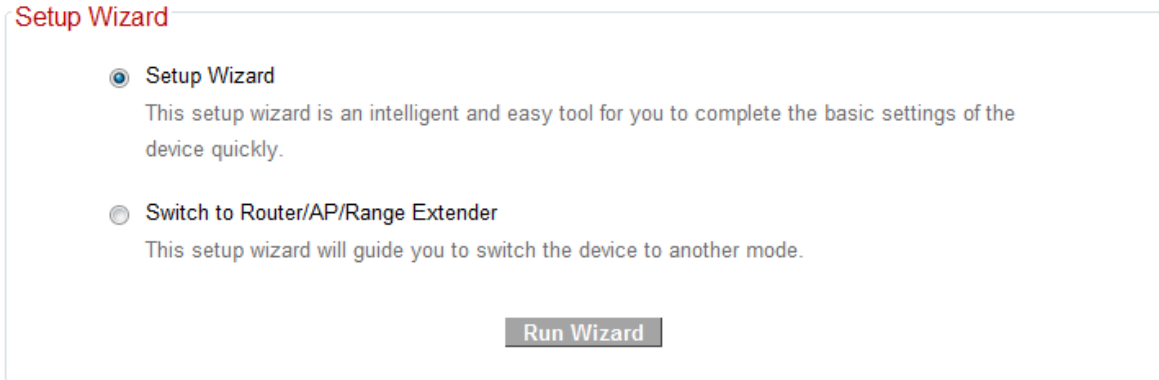 Setup Wizard
Setup Wizard
This setup wizard is an intelligent and easy tool for you to complete the basic settings of the
device quickly.
Switch to Router/AP/Range Extender
This setup wizard will guide you to switch the device to another mode.
Run Wizard